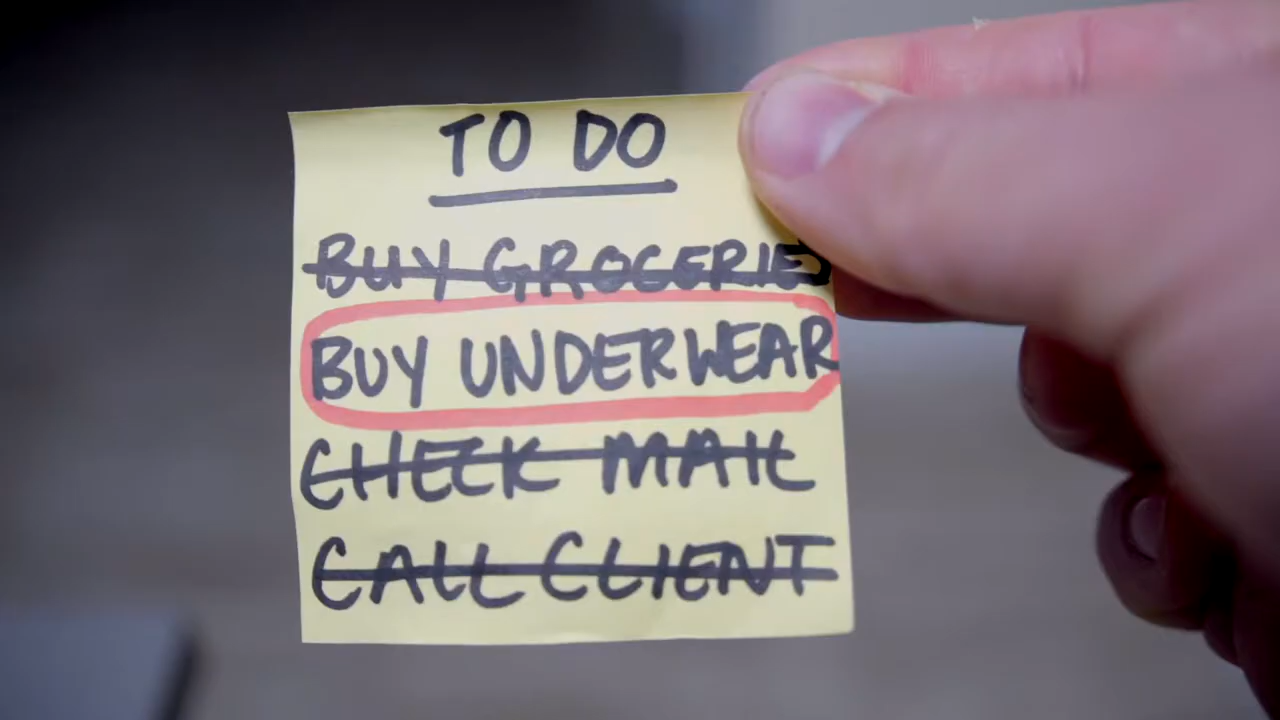 TO DO
BUY GROCERIES
BUY UNDERWEAR
CHECK MAIL
CALL CLIENT